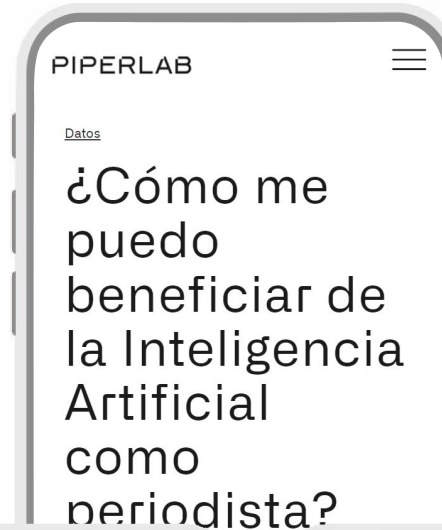 PIPERLAB
Datos
¿Cómo me
puedo
beneficiar de
la Inteligencia
Artificial
como
periodista?